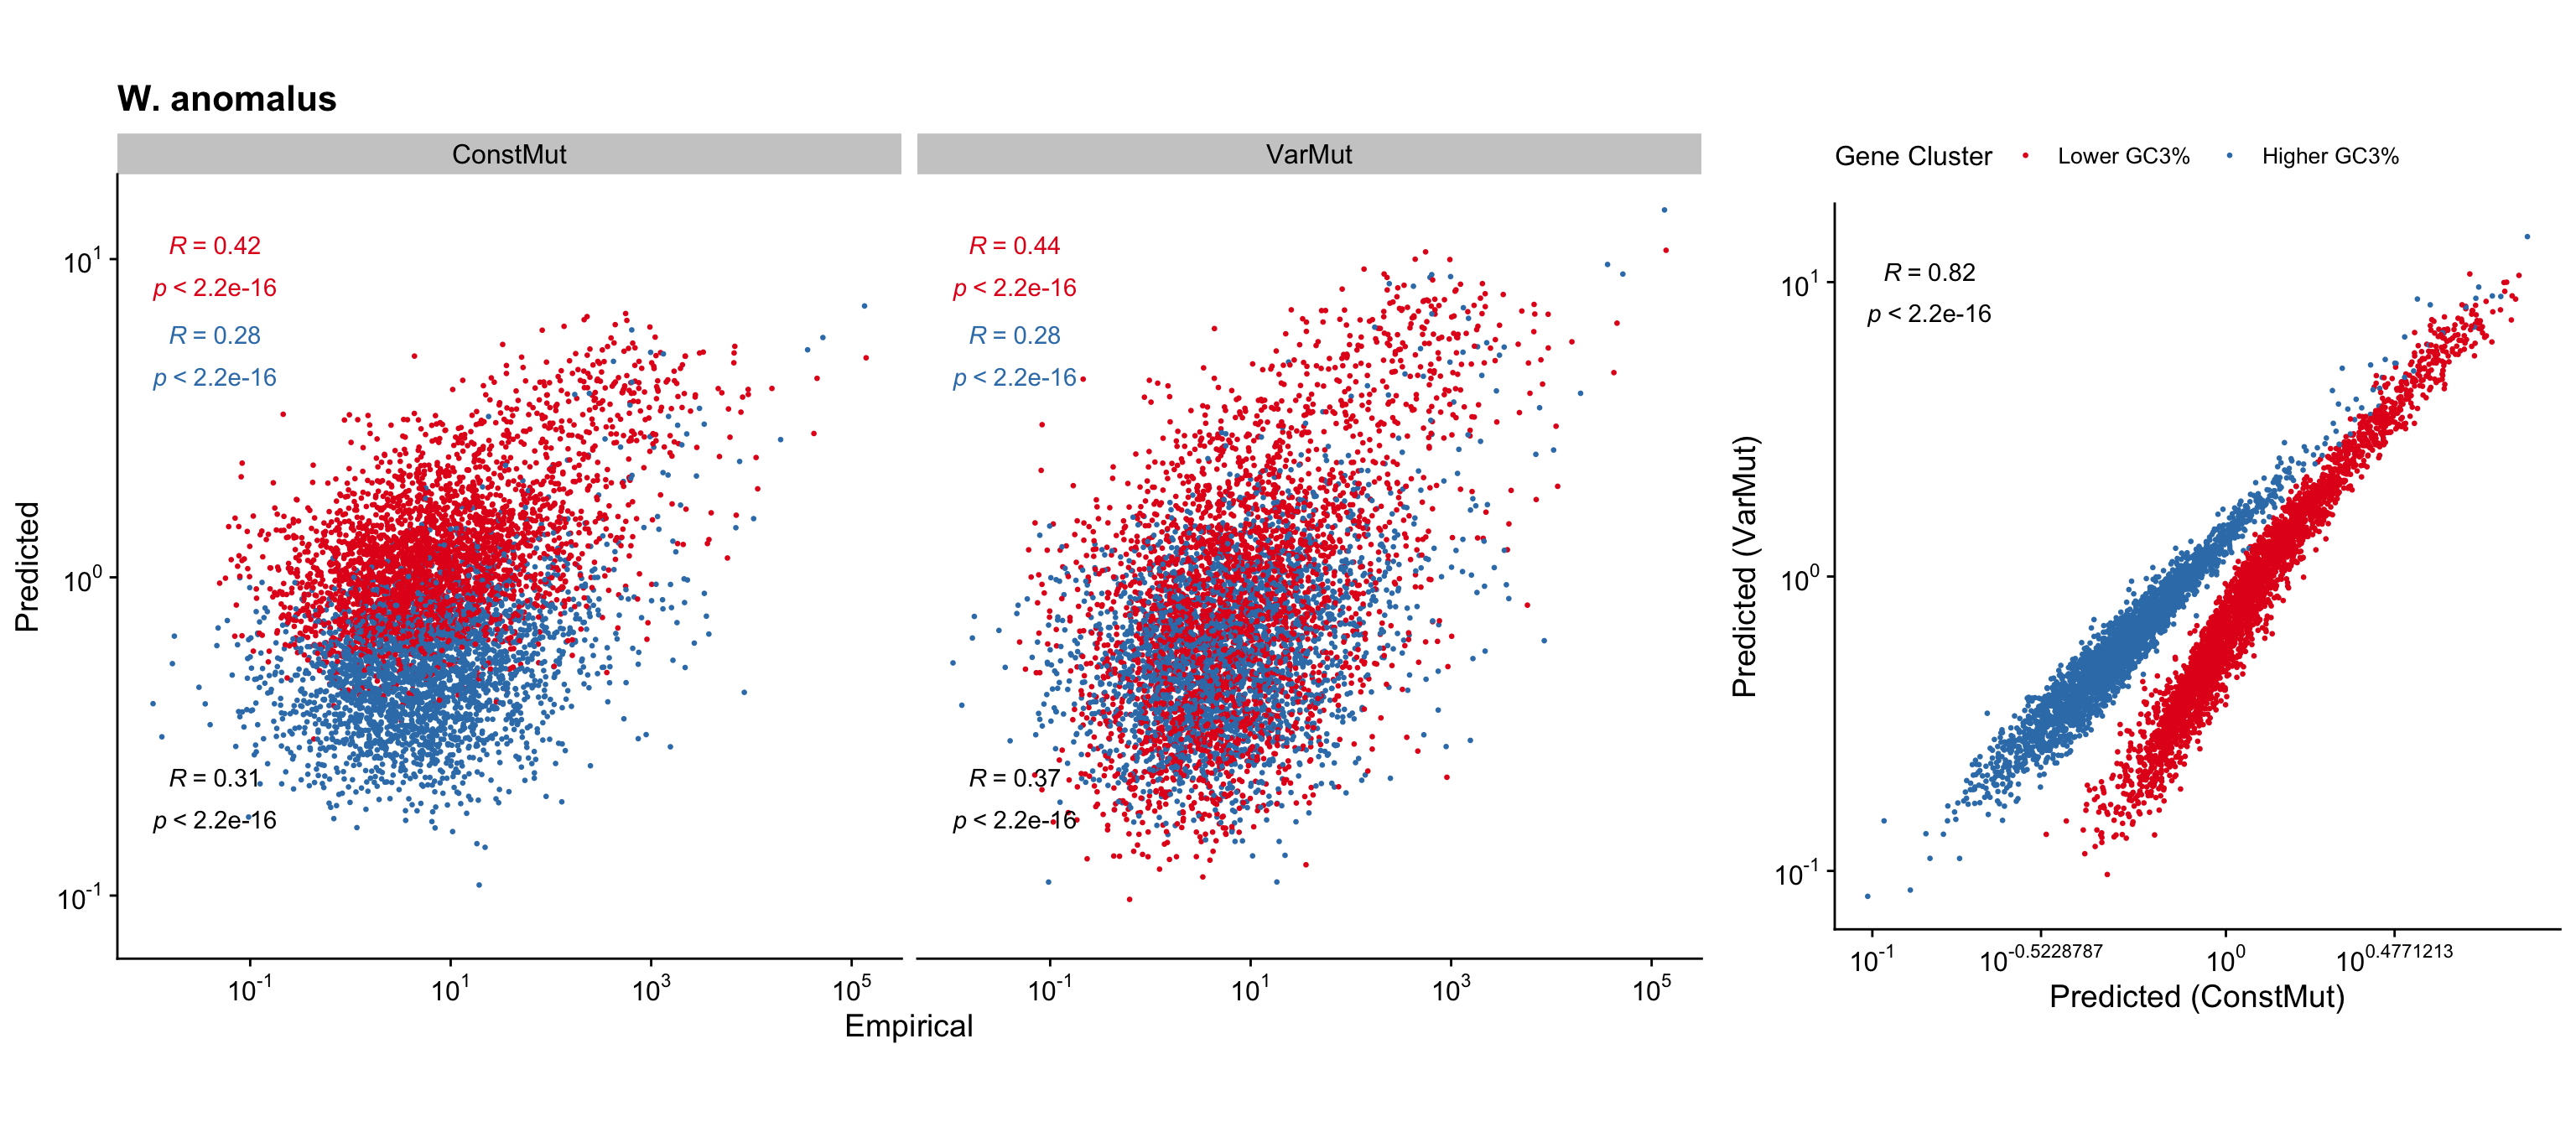 W. anomalus
ConstMut
VarMut
Gene Cluster Lower GC3% Higher GC3%
R = 0.42
p < 2.2e-16
R = 0.28
p < 2.2e-16
R = 0.31
p < 2.2e-16
R = 0.44
p < 2.2e-16
R = 0.28
p < 2.2e-16
R = 0.37
p < 2.2e-16
R = 0.82
p < 2.2e-16
Predicted
10^1
10^0
10^-1
10^-1 10^1 10^3 10^5
10^-1 10^1 10^3 10^5
Empirical
Predicted (VarMut)
10^1
10^0
10^-1
10^-1 10^-0.5228787 10^0 10^0.4771213
Predicted (ConstMut)